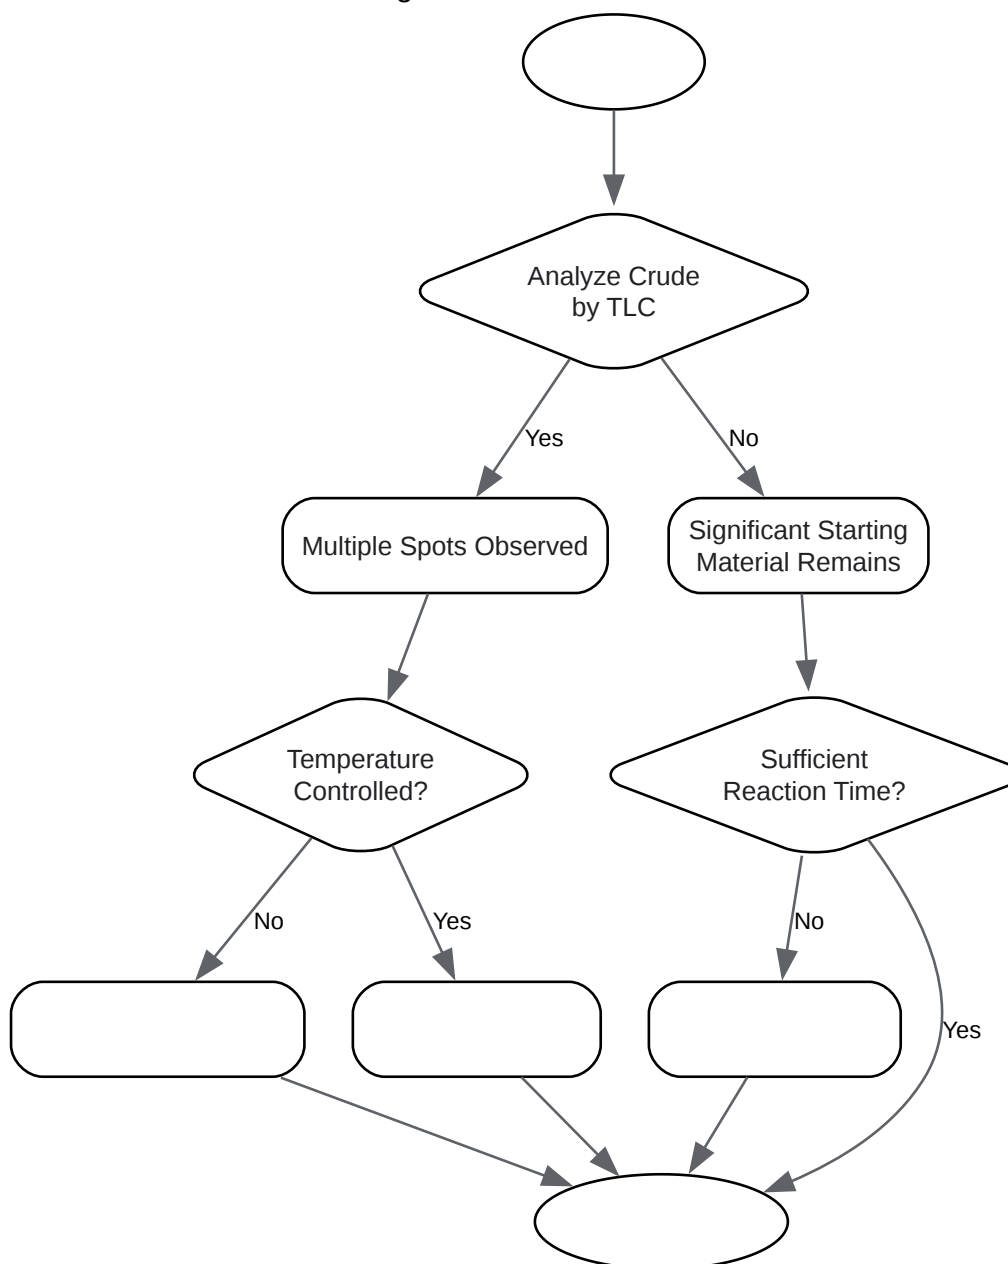 Analyze Crude
by TLC
Yes
No
Multiple Spots Observed
Significant Starting
Material Remains
Temperature
Controlled?
Sufficient
Reaction Time?
No
Yes
No
Yes